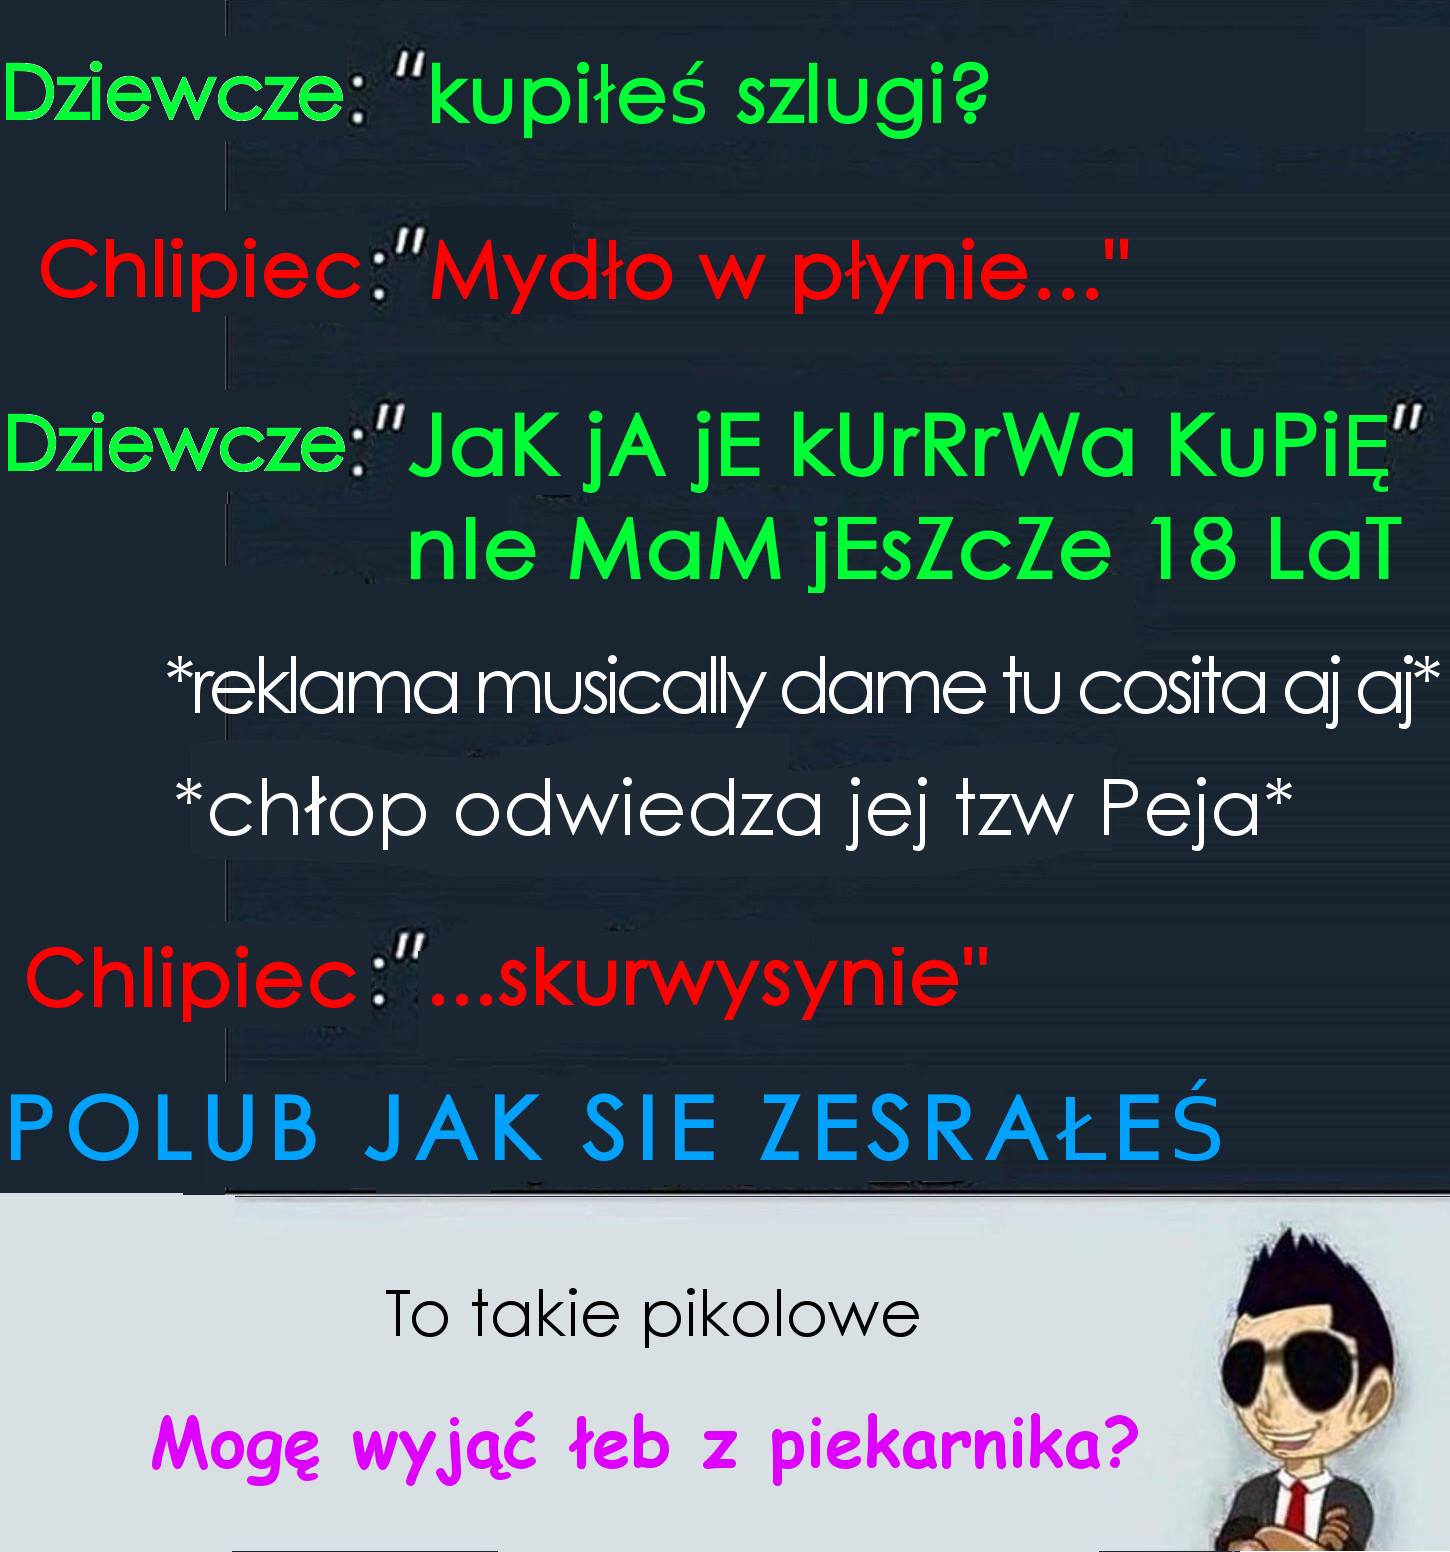 Dziewcze: "kupiłeś szlugi?
Chlipiec:"Mydło w płynie..."
Dziewcze:"JaK jA jE kUrRrWa KuPiĘ"
nIe MaM jEsZcZe 18 LaT
*reklama musically dame tu cosita aj aj*
*chłop odwiedza jej tzw Peja*
Chlipiec:"...skurwysynie"
POLUB JAK SIE ZESRAŁEŚ
To takie pikolowe
Mogę wyjąć łeb z piekarnika?